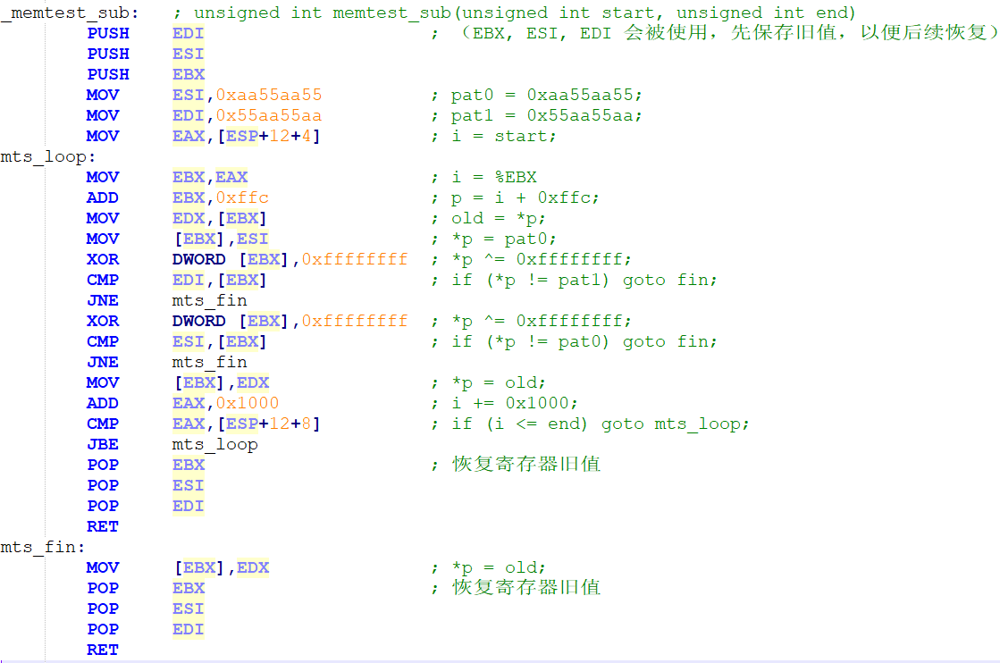 _memtest_sub: ; unsigned int memtest_sub(unsigned int start, unsigned int end)
PUSH EDI ; （EBX, ESI, EDI 会被使用，先保存旧值，以便后续恢复）
PUSH ESI
PUSH EBX
MOV ESI,0xaa55aa55 ; pat0 = 0xaa55aa55;
MOV EDI,0x55aa55aa ; pat1 = 0x55aa55aa;
MOV EAX,[ESP+12+4] ; i = start;
mts_loop:
MOV EBX,EAX ; i = %EBX
ADD EBX,0xffc ; p = i + 0xffc;
MOV EDX,[EBX] ; old = *p;
MOV [EBX],ESI ; *p = pat0;
XOR DWORD [EBX],0xffffffff ; *p ^= 0xffffffff;
CMP EDI,[EBX] ; if (*p != pat1) goto fin;
JNE mts_fin
XOR DWORD [EBX],0xffffffff ; *p ^= 0xffffffff;
CMP ESI,[EBX] ; if (*p != pat0) goto fin;
JNE mts_fin
MOV [EBX],EDX ; *p = old;
ADD EAX,0x1000 ; i += 0x1000;
CMP EAX,[ESP+12+8] ; if (i <= end) goto mts_loop;
JBE mts_loop
POP EBX ; 恢复寄存器旧值
POP ESI
POP EDI
RET
mts_fin:
MOV [EBX],EDX ; *p = old;
POP EBX ; 恢复寄存器旧值
POP ESI
POP EDI
RET